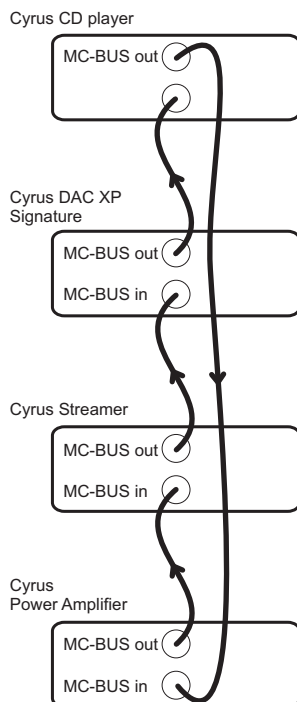 Cyrus CD player
MC-BUS out
Cyrus DAC XP
Signature
MC-BUS out
MC-BUS in
Cyrus Streamer
MC-BUS out
MC-BUS in
Cyrus
Power Amplifier
MC-BUS out
MC-BUS in